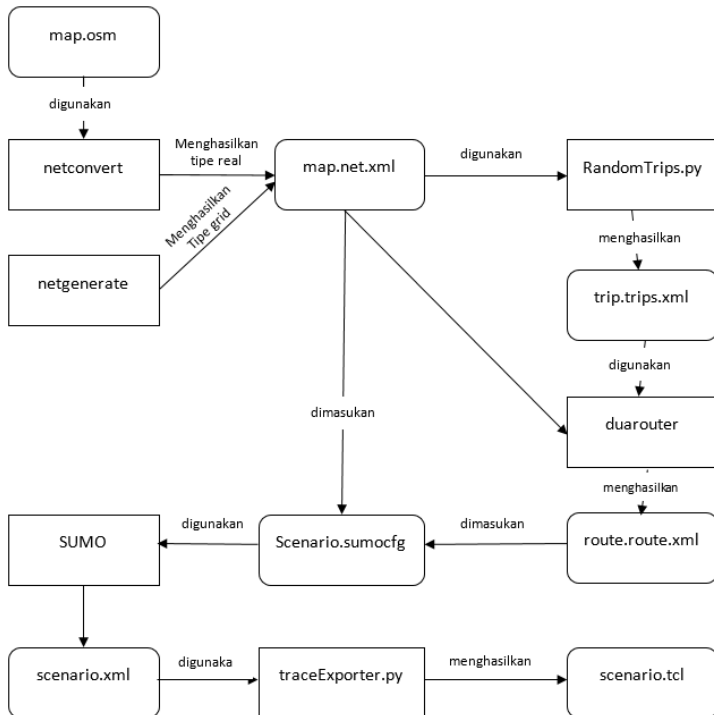 map.osm
digunakan
netconvert
Menghasilkan
tipe real
map.net.xml
digunakan
RandomTrips.py
Menghasilkan
Tipe grid
menghasilkan
netgenerate
trip.trips.xml
digunakan
dimasukan
duarouter
menghasilkan
SUMO
digunakan
Scenario.sumocfg
dimasukan
route.route.xml
scenario.xml
digunaka
traceExporter.py
menghasilkan
scenario.tcl